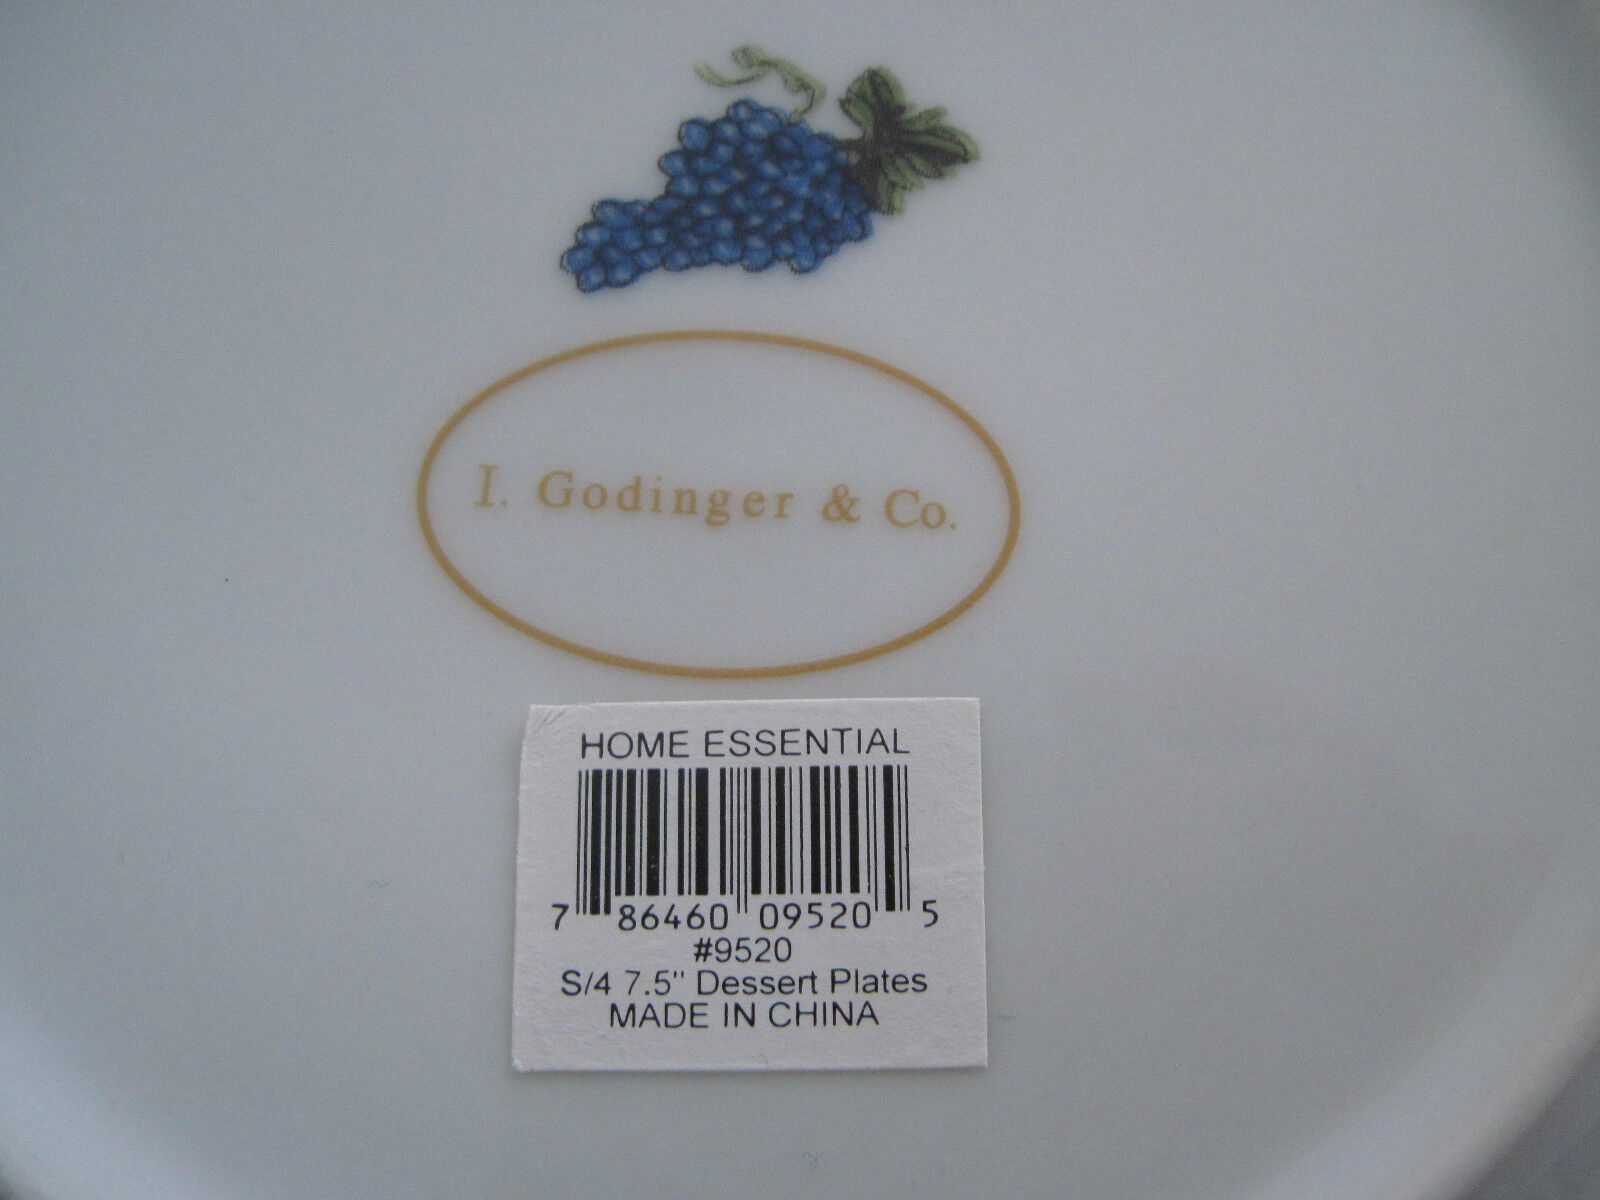 I. Godinger & Co.
HOME ESSENTIAL
7 86460 09520 5
#9520
S/4 7.5" Dessert Plates
MADE IN CHINA